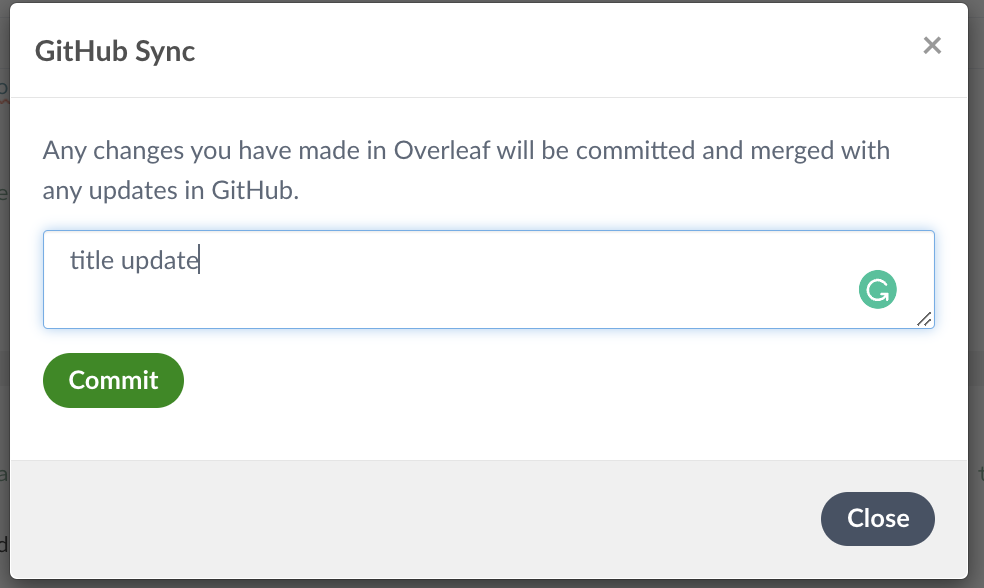 GitHub Sync
Any changes you have made in Overleaf will be committed and merged with
any updates in GitHub.
title update
Commit
Close